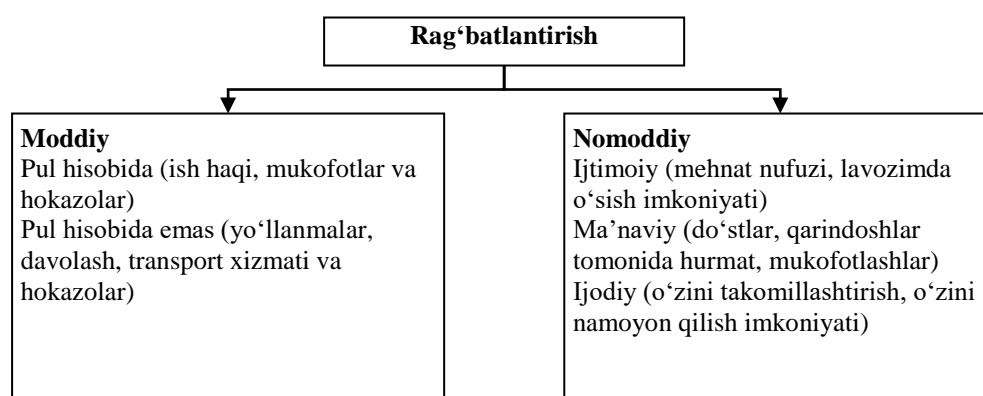 Rag‘batlantirish
Moddiy
Pul hisobida (ish haqi, mukofotlar va
hokazolar)
Pul hisobida emas (yo‘llanmalar,
davolash, transport xizmati va
hokazolar)
Nomoddiy
Ijtimoiy (mehnat nufuzi, lavozimda
o‘sish imkoniyati)
Ma’naviy (do‘stlar, qarindoshlar
tomonida hurmat, mukofotlashlar)
Ijodiy (o‘zini takomillashtirish, o‘zini
namoyon qilish imkoniyati)